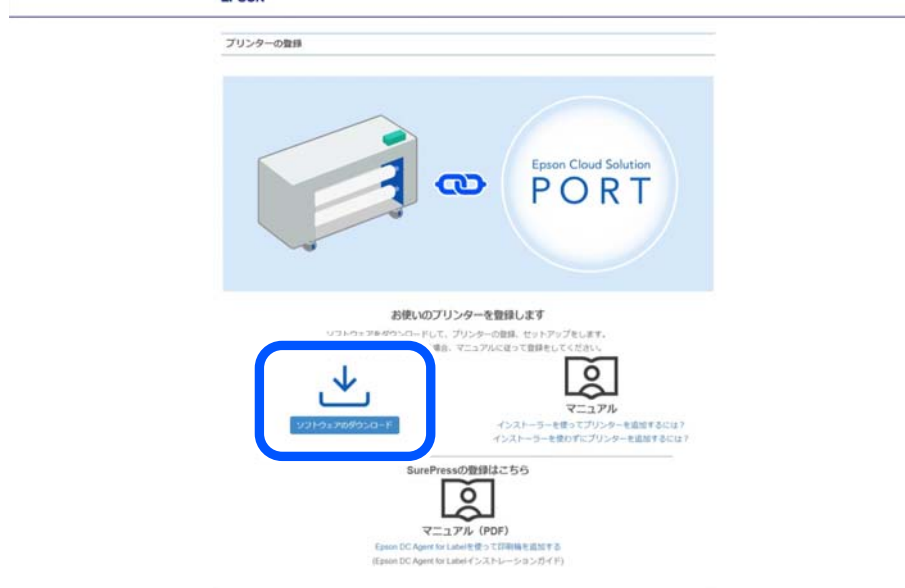 EPSON
プリンターの登録
Epson Cloud Solution
PORT
お使いのプリンターを登録します
ソフトウェアをダウンロードして、プリンターの登録、セットアップをします。
場合、マニュアルに従って登録をしてください。
ソフトウェアのダウンロード
マニュアル
インストーラーを使ってプリンターを追加するには？
インストーラーを使わずにプリンターを追加するには？
SurePressの登録はこちら
マニュアル（PDF）
Epson DC Agent for Labelを使って印刷機を追加する
(Epson DC Agent for Labelインストレーションガイド)